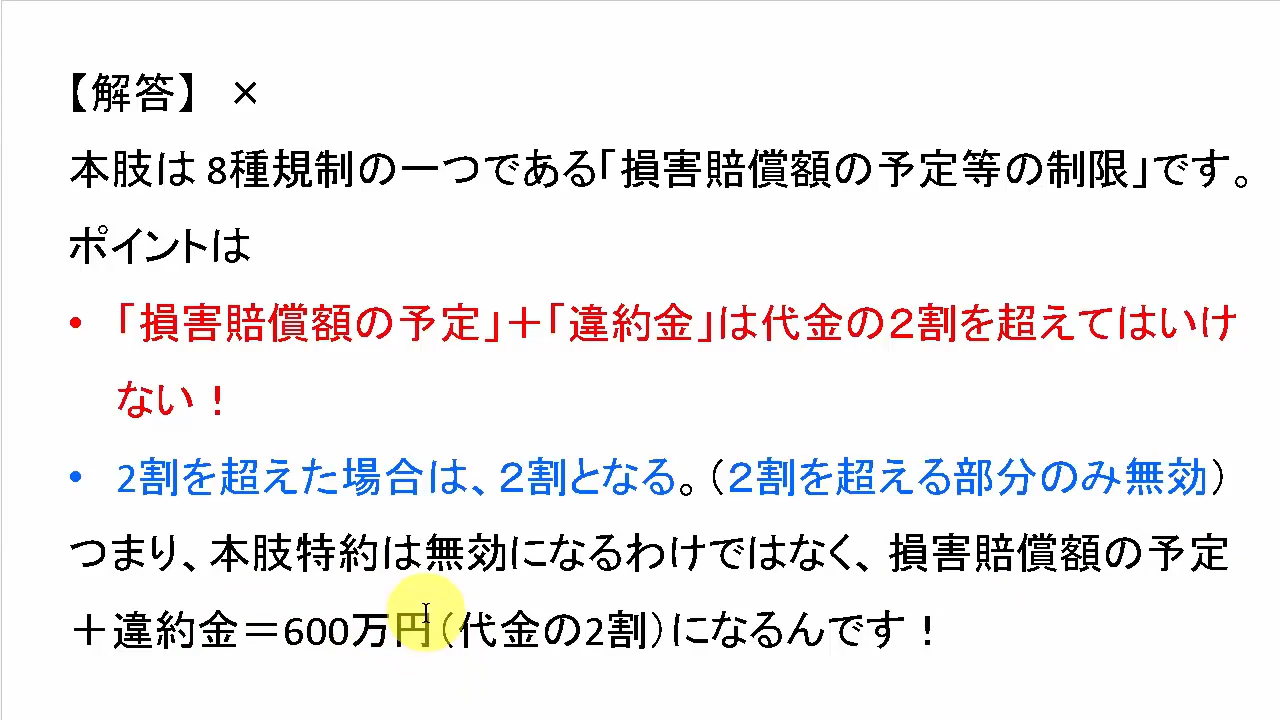 【解答】 ×
本肢は 8種規制の一つである「損害賠償額の予定等の制限」です。
ポイントは
• 「損害賠償額の予定」＋「違約金」は代金の２割を超えてはいけ
ない！
• 2割を超えた場合は、２割となる。（２割を超える部分のみ無効）
つまり、本肢特約は無効になるわけではなく、損害賠償額の予定
＋違約金＝600万円（代金の2割）になるんです！